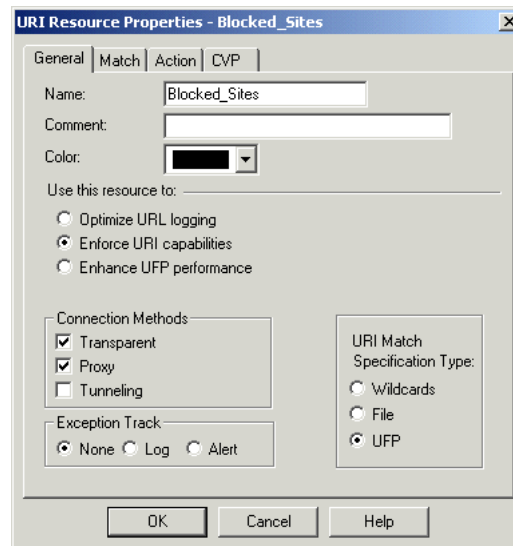 URI Resource Properties - Blocked_Sites
General Match Action CVP
Name: Blocked_Sites
Comment:
Color:
Use this resource to:
Optimize URL logging
Enforce URI capabilities
Enhance UFP performance
Connection Methods
Transparent
Proxy
Tunneling
Exception Track
None Log Alert
URI Match
Specification Type:
Wildcards
File
UFP
OK Cancel Help